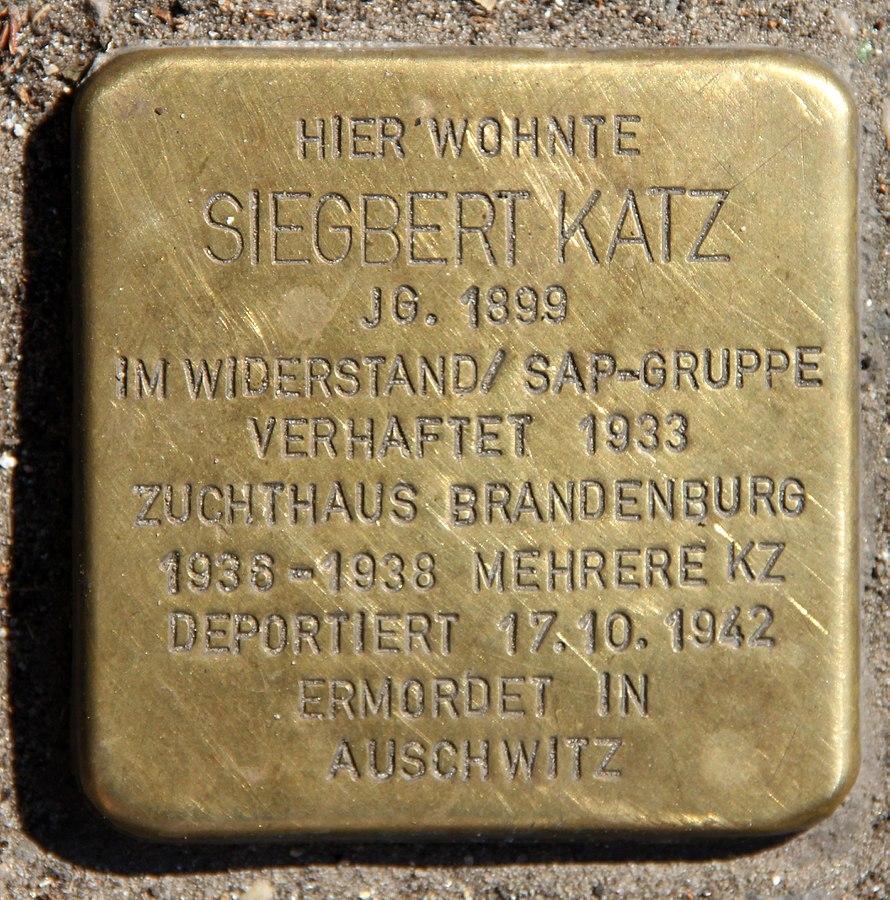 HIER WOHNTE
SIEGBERT KATZ
JG. 1899
IM WIDERSTAND/ SAP-GRUPPE
VERHAFTET 1933
ZUCHTHAUS BRANDENBURG
1936-1938 MEHRERE KZ
DEPORTIERT 17.10.1942
ERMORDET IN
AUSCHWITZ